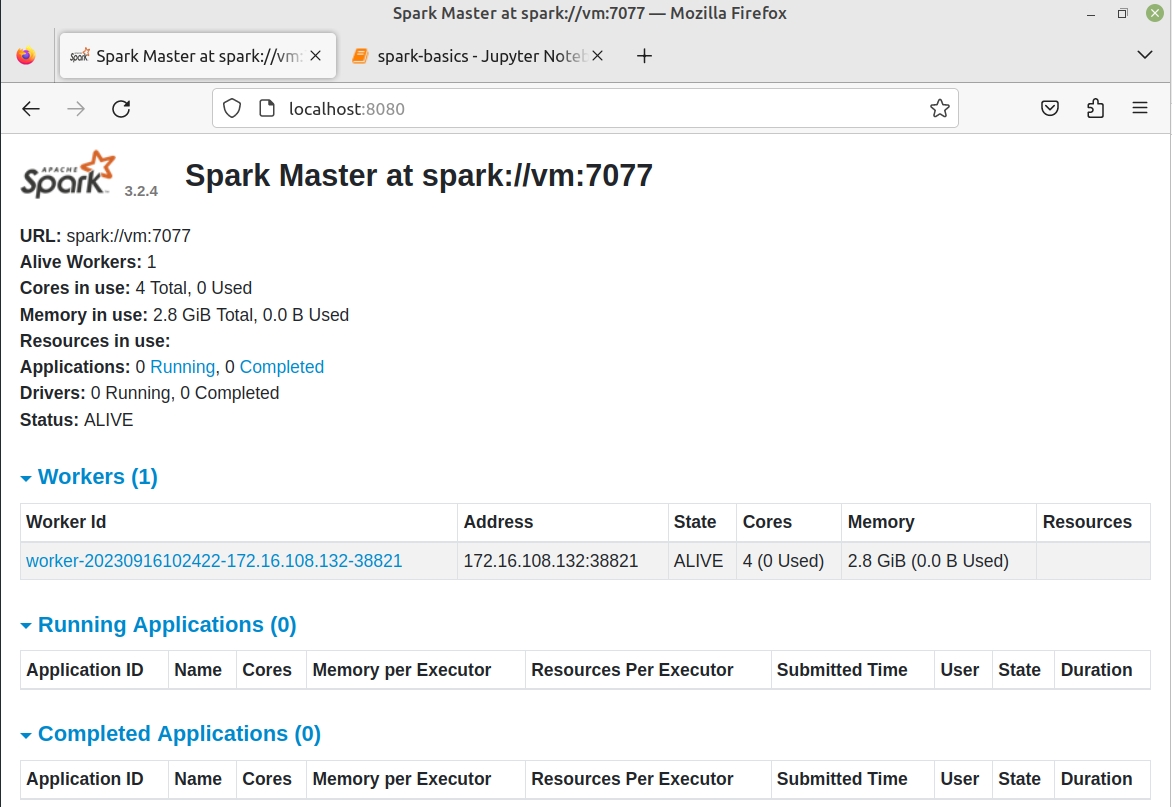 Spark Master at spark://vm:7077 — Mozilla Firefox
Spark Master at spark://vm: spark-basics - Jupyter Noteb
localhost:8080
APACHE Spark 3.2.4 Spark Master at spark://vm:7077
URL: spark://vm:7077
Alive Workers: 1
Cores in use: 4 Total, 0 Used
Memory in use: 2.8 GiB Total, 0.0 B Used
Resources in use:
Applications: 0 Running, 0 Completed
Drivers: 0 Running, 0 Completed
Status: ALIVE
Workers (1)
Worker Id Address State Cores Memory Resources
worker-20230916102422-172.16.108.132-38821 172.16.108.132:38821 ALIVE 4 (0 Used) 2.8 GiB (0.0 B Used)
Running Applications (0)
Application ID Name Cores Memory per Executor Resources Per Executor Submitted Time User State Duration
Completed Applications (0)
Application ID Name Cores Memory per Executor Resources Per Executor Submitted Time User State Duration